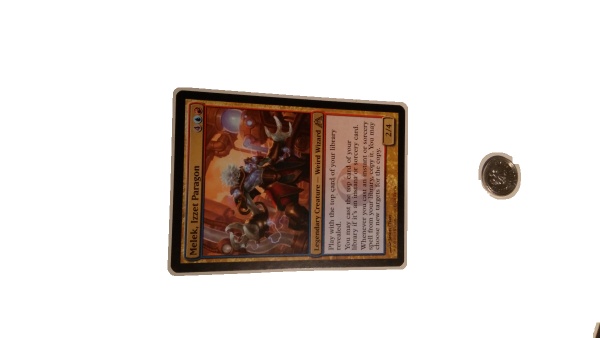 Melek, Izzet Paragon
4
Legendary Creature — Weird Wizard
Play with the top card of your library
revealed.
You may cast the top card of your
library if it's an instant or sorcery card.
Whenever you cast an instant or sorcery
spell from your library, copy it. You may
choose new targets for the copy.
2/4